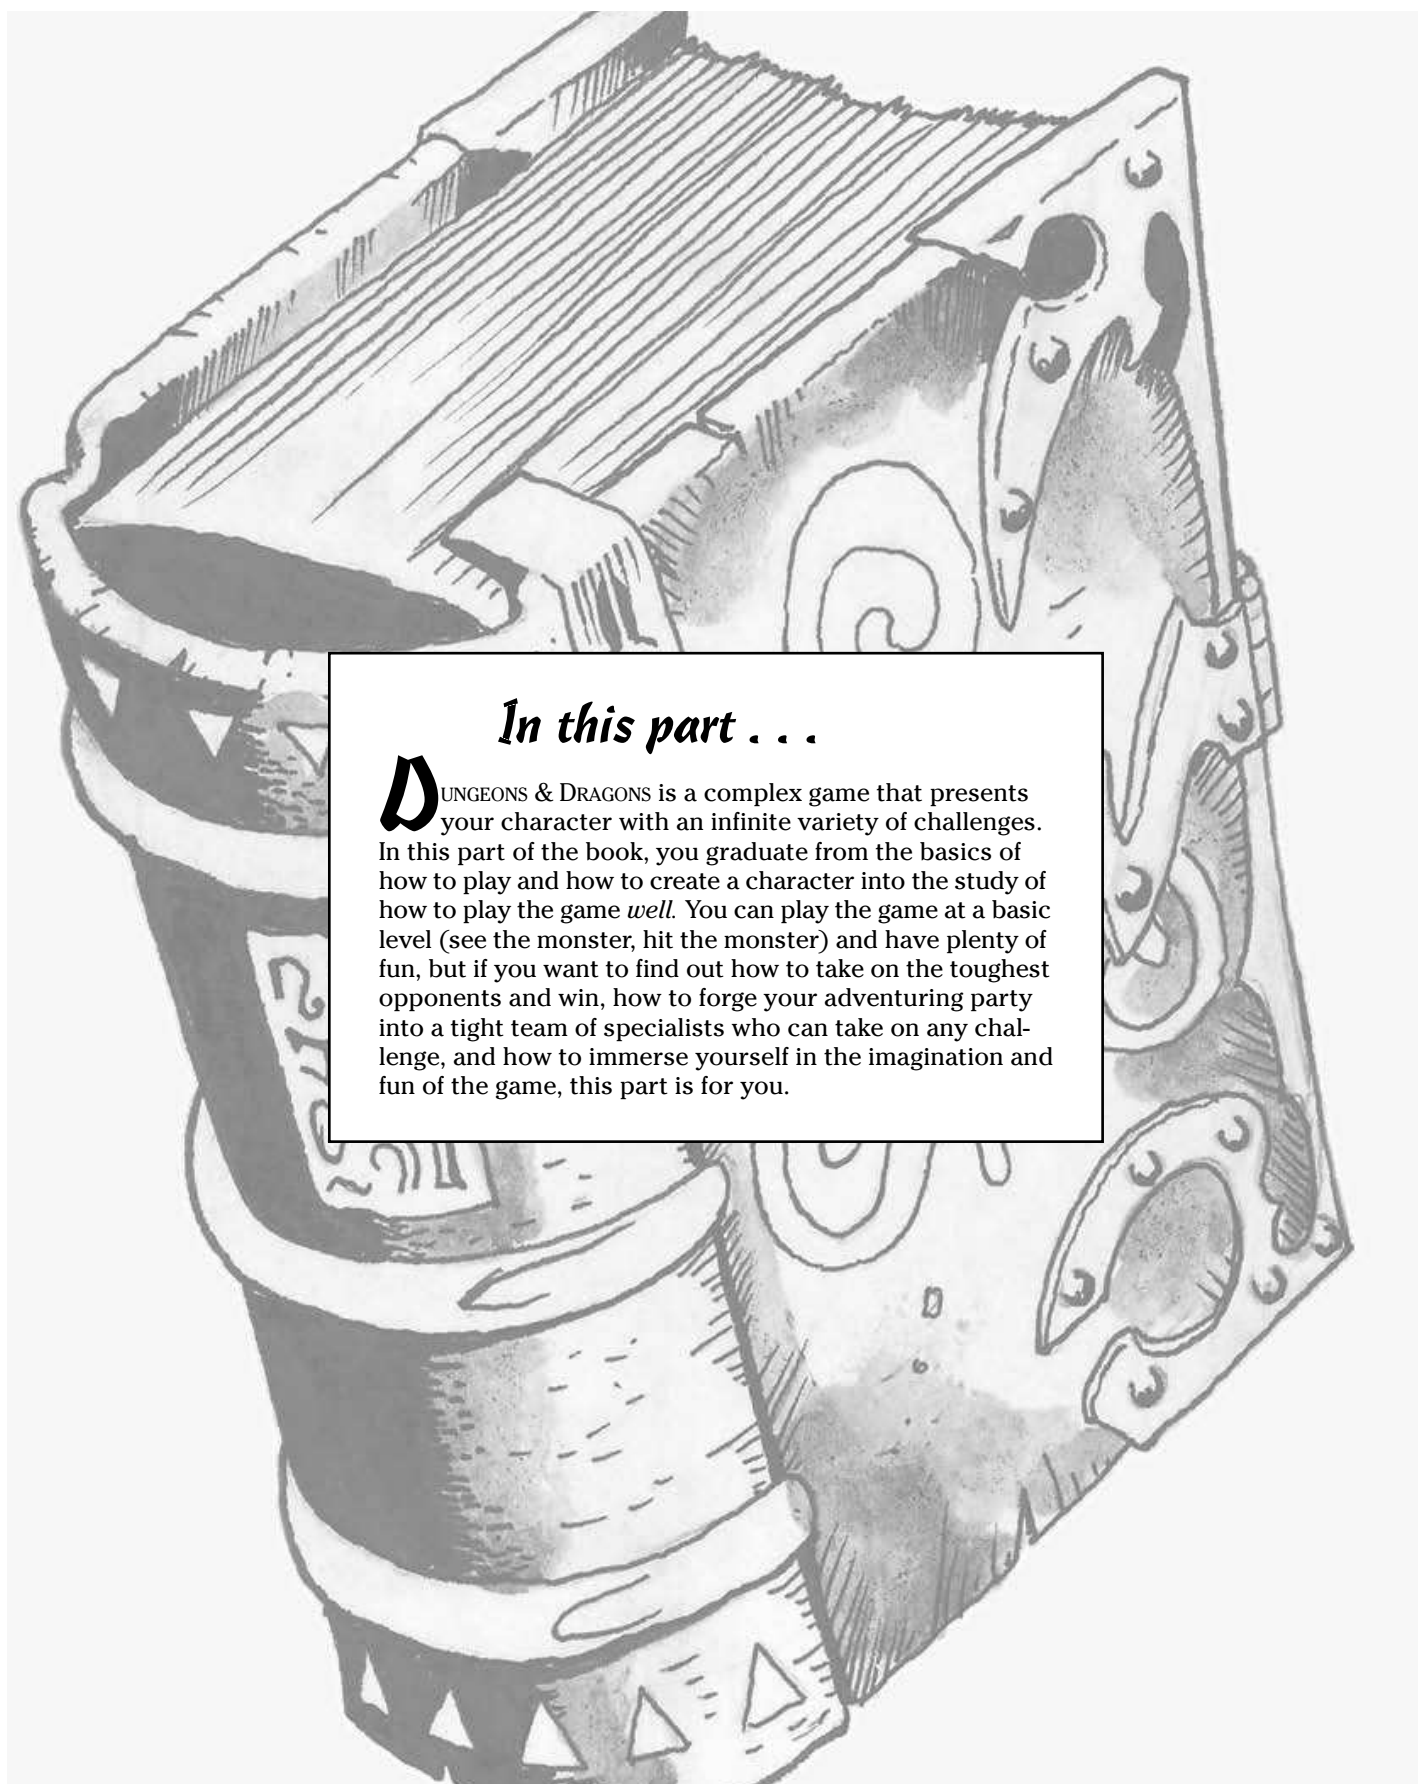 In this part . . .
DUNGEONS & DRAGONS is a complex game that presents
your character with an infinite variety of challenges.
In this part of the book, you graduate from the basics of
how to play and how to create a character into the study of
how to play the game well. You can play the game at a basic
level (see the monster, hit the monster) and have plenty of
fun, but if you want to find out how to take on the toughest
opponents and win, how to forge your adventuring party
into a tight team of specialists who can take on any chal-
lenge, and how to immerse yourself in the imagination and
fun of the game, this part is for you.